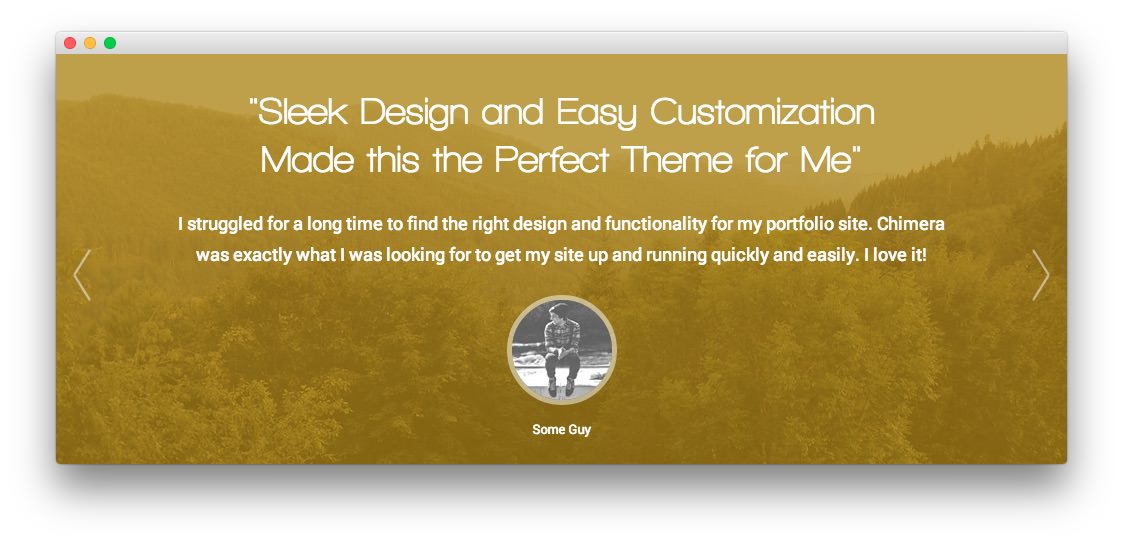 "Sleek Design and Easy Customization
Made this the Perfect Theme for Me"
I struggled for a long time to find the right design and functionality for my portfolio site. Chimera
was exactly what I was looking for to get my site up and running quickly and easily. I love it!
Some Guy